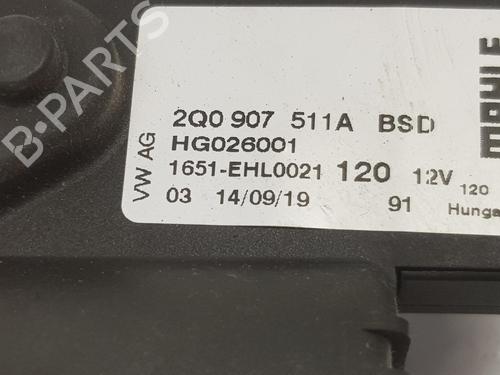 MAHLE
2Q0 907 511A BSD
HG026001
1651-EHL0021 120 12V 120
03 14/09/19 91 Hunga
VW AG
B-PARTS